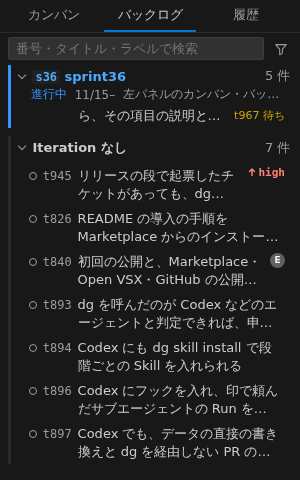 カンバン バックログ 履歴
番号・タイトル・ラベルで検索
s36 sprint36 5 件
進行中 11/15– 左パネルのカンバン・バッ…
ら、その項目の説明と… t967 待ち
Iteration なし 7 件
t945 リリースの段で起票したチ ↑high
ケットがあっても、dg…
t826 README の導入の手順を
Marketplace からのインストー…
t840 初回の公開と、Marketplace・ E
Open VSX・GitHub の公開…
t893 dg を呼んだのが Codex などのエ
ージェントと判定できれば、申…
t894 Codex にも dg skill install で段
階ごとの Skill を入れられる
t896 Codex にフックを入れ、印で頼ん
だサブエージェントの Run を…
t897 Codex でも、データの直接の書き
換えと dg を経由しない PR の…